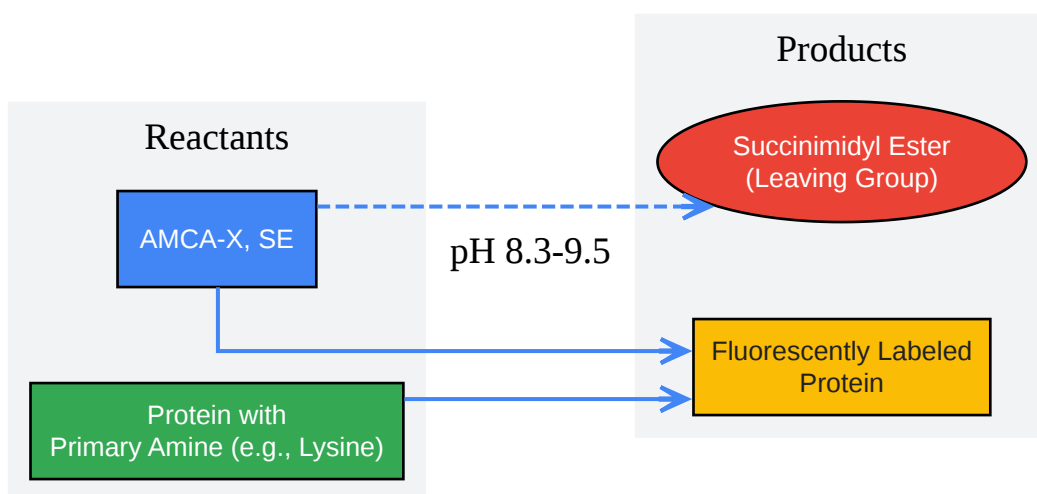 Products
Reactants
Succinimidyl Ester
(Leaving Group)
AMCA-X, SE
pH 8.3-9.5
Fluorescently Labeled
Protein
Protein with
Primary Amine (e.g., Lysine)